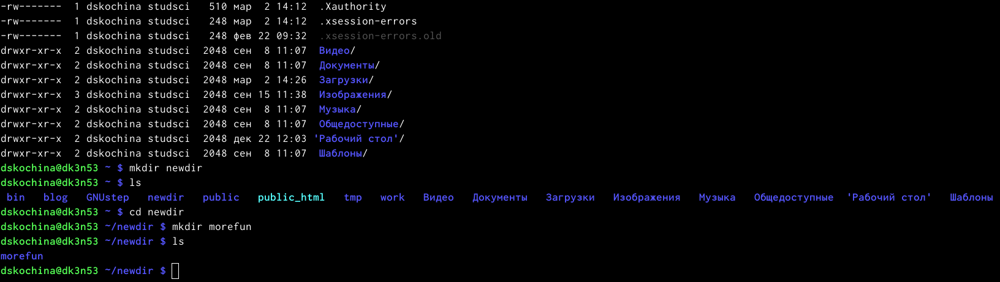 -rw-------  1 dskochina studsci   510 мар  2 14:12  .Xauthority
-rw-------  1 dskochina studsci   248 мар  2 14:12  .xsession-errors
-rw-------  1 dskochina studsci   248 фев 22 09:32  .xsession-errors.old
drwxr-xr-x  2 dskochina studsci  2048 сен  8 11:07  Видео/
drwxr-xr-x  2 dskochina studsci  2048 сен  8 11:07  Документы/
drwxr-xr-x  2 dskochina studsci  2048 мар  2 14:26  Загрузки/
drwxr-xr-x  3 dskochina studsci  2048 сен 15 11:38  Изображения/
drwxr-xr-x  2 dskochina studsci  2048 сен  8 11:07  Музыка/
drwxr-xr-x  2 dskochina studsci  2048 сен  8 11:07  Общедоступные/
drwxr-xr-x  2 dskochina studsci  2048 дек 22 12:03 'Рабочий стол'/
drwxr-xr-x  2 dskochina studsci  2048 сен  8 11:07  Шаблоны/
dskochina@dk3n53 ~ $ mkdir newdir
dskochina@dk3n53 ~ $ ls
 bin   blog   GNUstep   newdir   public   public_html   tmp   work   Видео   Документы   Загрузки   Изображения   Музыка   Общедоступные  'Рабочий стол'   Шаблоны
dskochina@dk3n53 ~ $ cd newdir
dskochina@dk3n53 ~/newdir $ mkdir morefun
dskochina@dk3n53 ~/newdir $ ls
morefun
dskochina@dk3n53 ~/newdir $